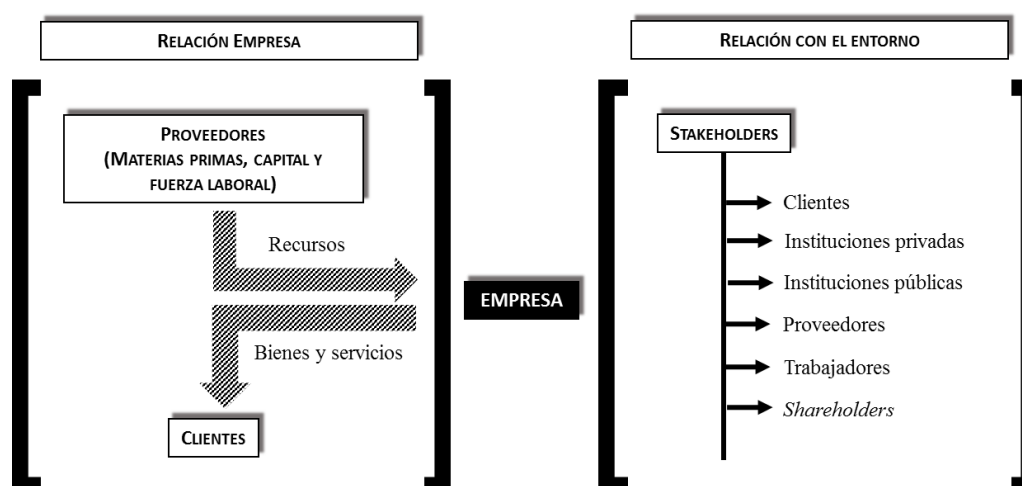 RELACIÓN EMPRESA
PROVEEDORES
(MATERIAS PRIMAS, CAPITAL Y
FUERZA LABORAL)
Recursos
Bienes y servicios
CLIENTES
EMPRESA
RELACIÓN CON EL ENTORNO
STAKEHOLDERS
Clientes
Instituciones privadas
Instituciones públicas
Proveedores
Trabajadores
Shareholders